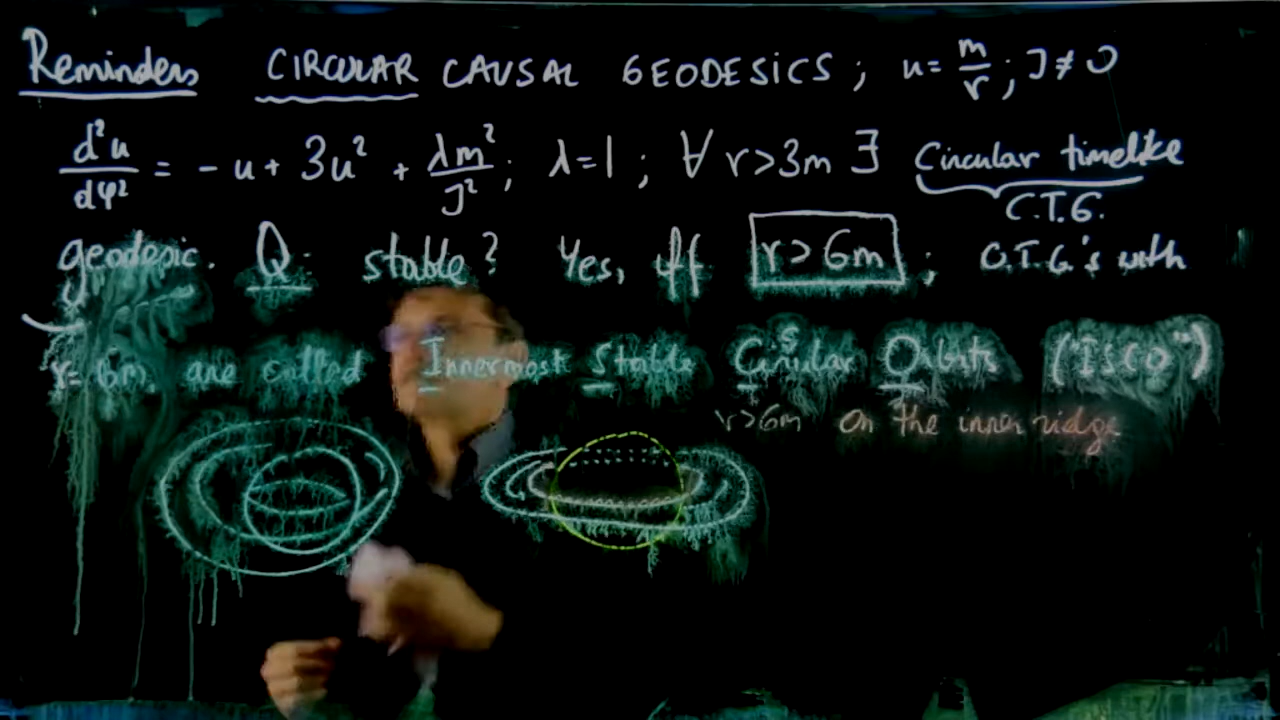 Reminders CIRCULAR CAUSAL GEODESICS ; u = m/r ; J ≠ 0
d²u/dφ² = - u + 3u² + λm²/J² ; λ=1 ; ∀ r>3m ∃ Circular timelike
C.T.G.
geodesic. Q: stable? Yes, iff r>6m ; C.T.G.'s with
r=6m, are called Innermost Stable Circular Orbits ("ISCO's")
r>6m on the inner ridge